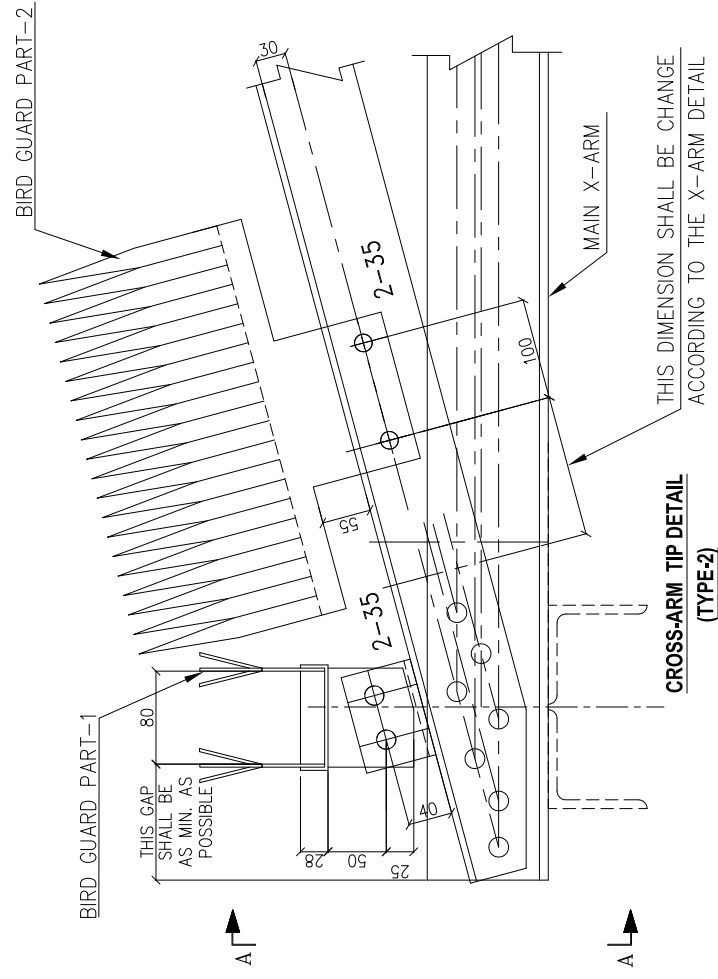 BIRD GUARD PART-2
BIRD GUARD PART-1
30
80
THIS GAP
SHALL BE
AS MIN. AS
POSSIBLE
2-35
2-35
55
28
50
25
40
100
MAIN X-ARM
THIS DIMENSION SHALL BE CHANGE
ACCORDING TO THE X-ARM DETAIL
A
A
CROSS-ARM TIP DETAIL
(TYPE-2)